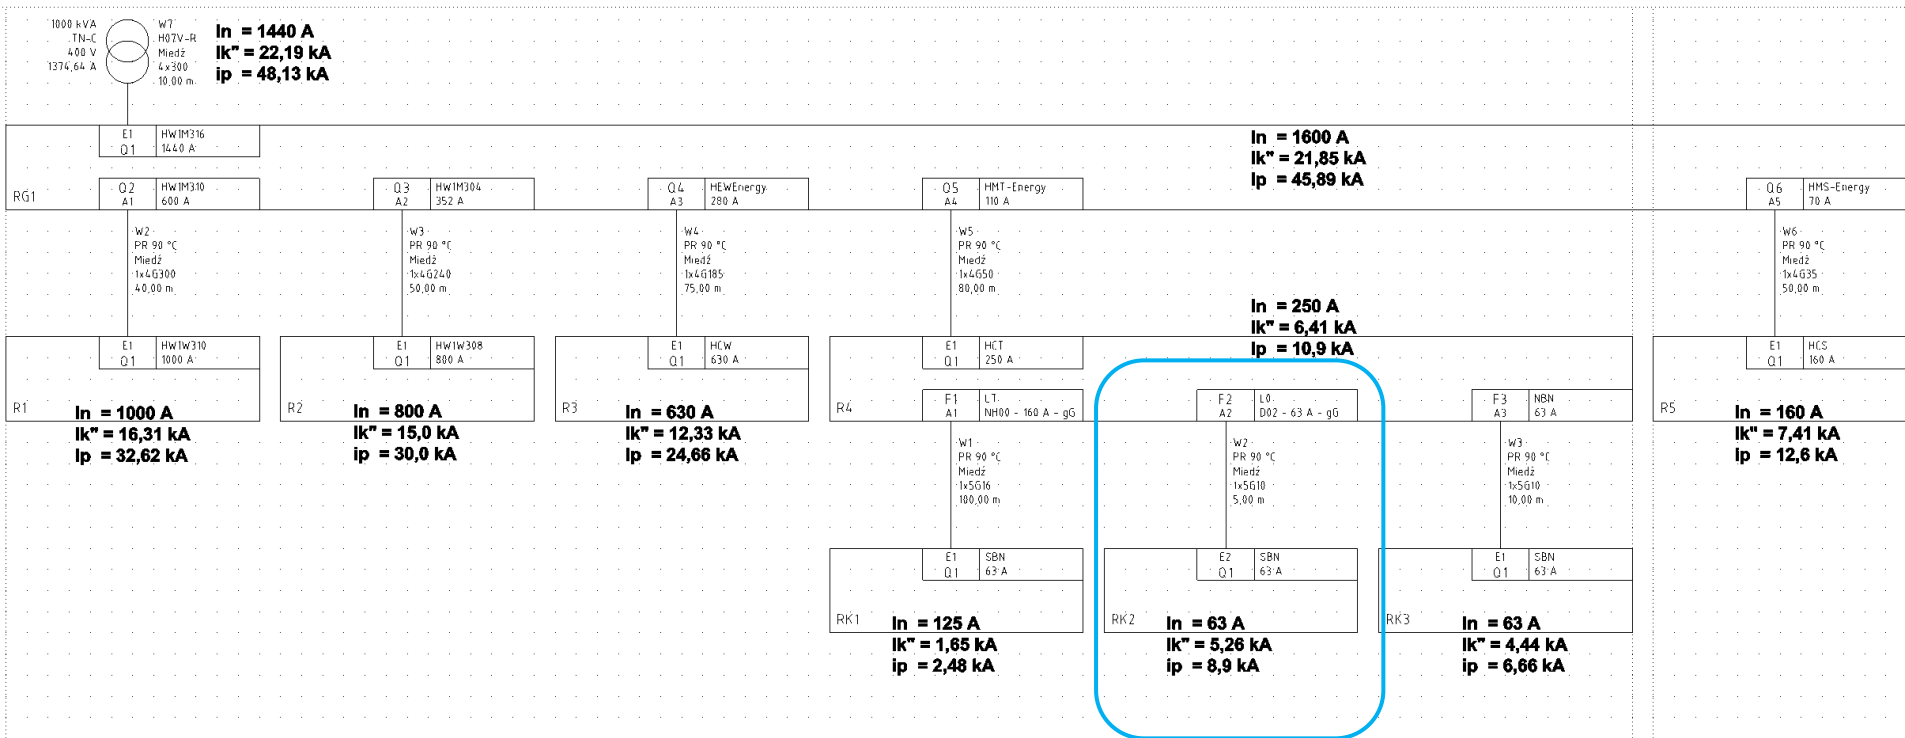 1000 kVA
TN-C
400 V
1374,64 A
W7
H07V-R
Miedź
4x300
10,00 m
In = 1440 A
Ik" = 22,19 kA
ip = 48,13 kA
E1 HW1M316
Q1 1440 A
In = 1600 A
Ik" = 21,85 kA
Ip = 45,89 kA
RG1
Q2 HW1M310
A1 600 A
Q3 HW1M304
A2 352 A
Q4 HEWEnergy
A3 280 A
Q5 HMT-Energy
A4 110 A
Q6 HMS-Energy
A5 70 A
W2
PR 90 °C
Miedź
1x4G300
40,00 m
W3
PR 90 °C
Miedź
1x4G240
50,00 m
W4
PR 90 °C
Miedź
1x4G185
75,00 m
W5
PR 90 °C
Miedź
1x4G50
80,00 m
W6
PR 90 °C
Miedź
1x4G35
50,00 m
In = 250 A
Ik" = 6,41 kA
Ip = 10,9 kA
E1 HW1W310
Q1 1000 A
R1
In = 1000 A
Ik" = 16,31 kA
Ip = 32,62 kA
E1 HW1W308
Q1 800 A
R2
In = 800 A
Ik" = 15,0 kA
ip = 30,0 kA
E1 HCW
Q1 630 A
R3
In = 630 A
Ik" = 12,33 kA
Ip = 24,66 kA
E1 HCT
Q1 250 A
R4
F1 LT
A1 NH00 - 160 A - gG
F2 L0
A2 D02 - 63 A - gG
F3 NBN
A3 63 A
E1 HCS
Q1 160 A
R5
In = 160 A
Ik" = 7,41 kA
ip = 12,6 kA
W1
PR 90 °C
Miedź
1x5G16
100,00 m
W2
PR 90 °C
Miedź
1x5G10
5,00 m
W3
PR 90 °C
Miedź
1x5G10
10,00 m
E1 SBN
Q1 63 A
RK1
In = 125 A
Ik" = 1,65 kA
ip = 2,48 kA
E2 SBN
Q1 63 A
RK2
In = 63 A
Ik" = 5,26 kA
ip = 8,9 kA
E1 SBN
Q1 63 A
RK3
In = 63 A
Ik" = 4,44 kA
ip = 6,66 kA